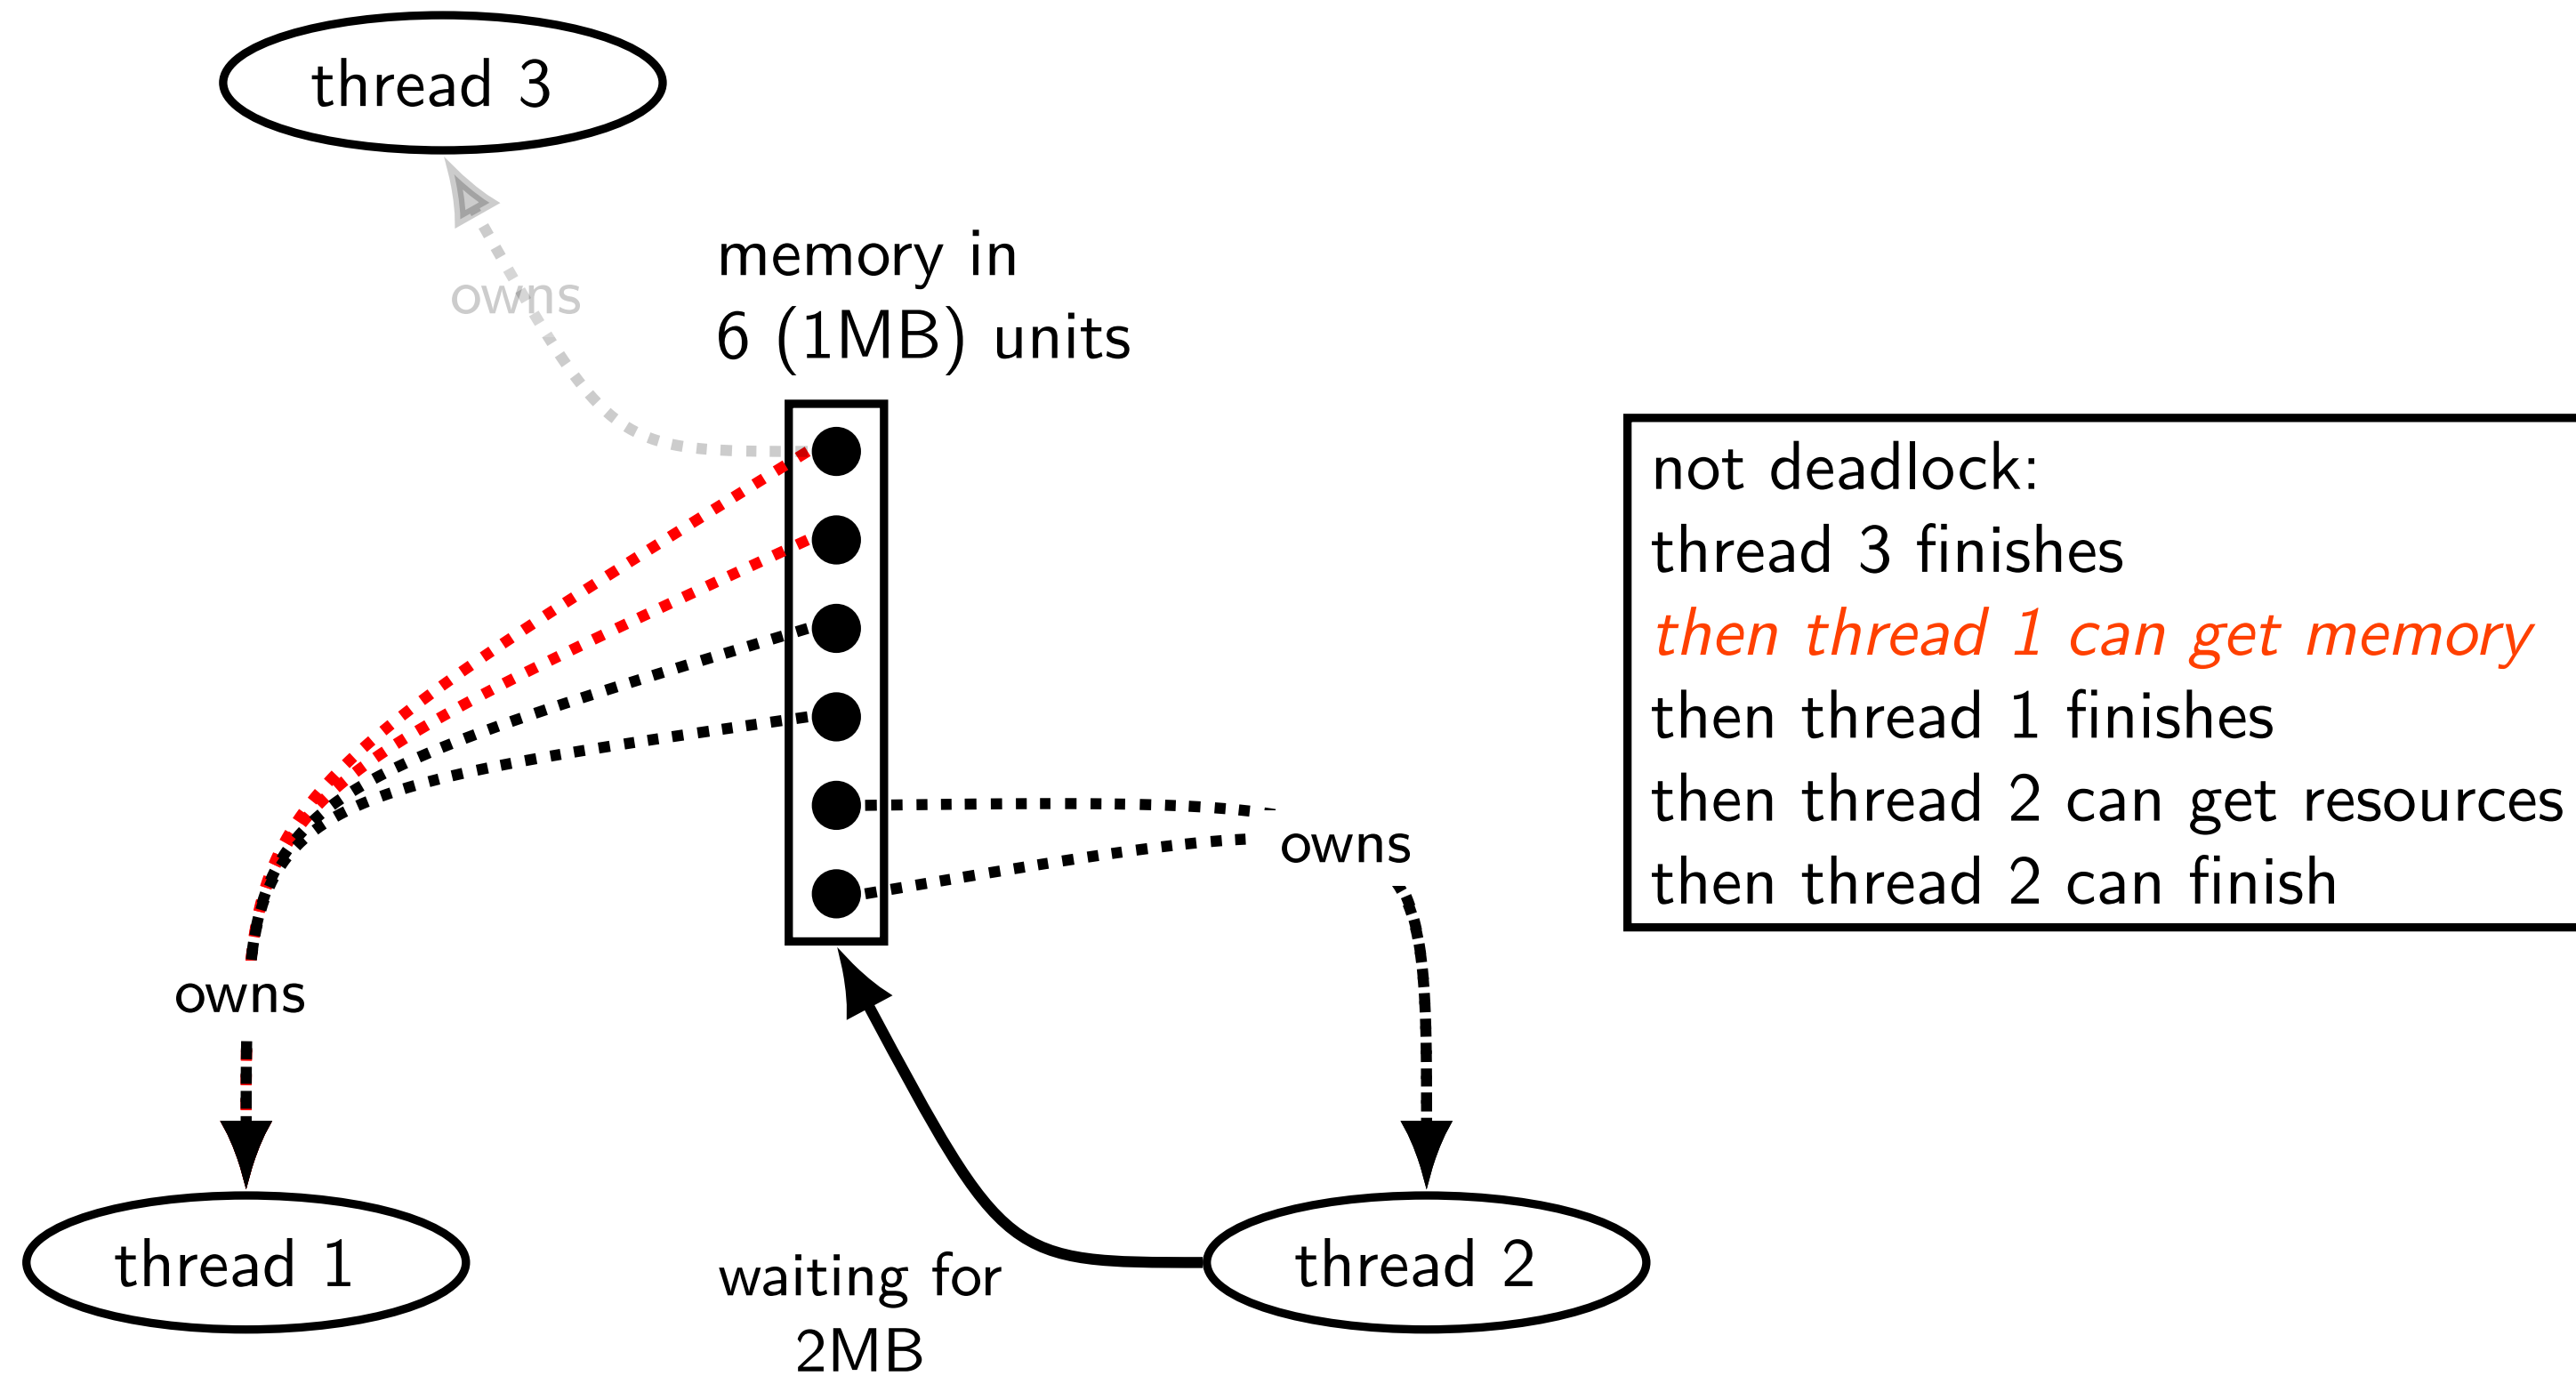 thread 3
owns
memory in
6 (1MB) units
not deadlock:
thread 3 finishes
then thread 1 can get memory
then thread 1 finishes
then thread 2 can get resources
then thread 2 can finish
owns
owns
thread 1
waiting for
2MB
thread 2